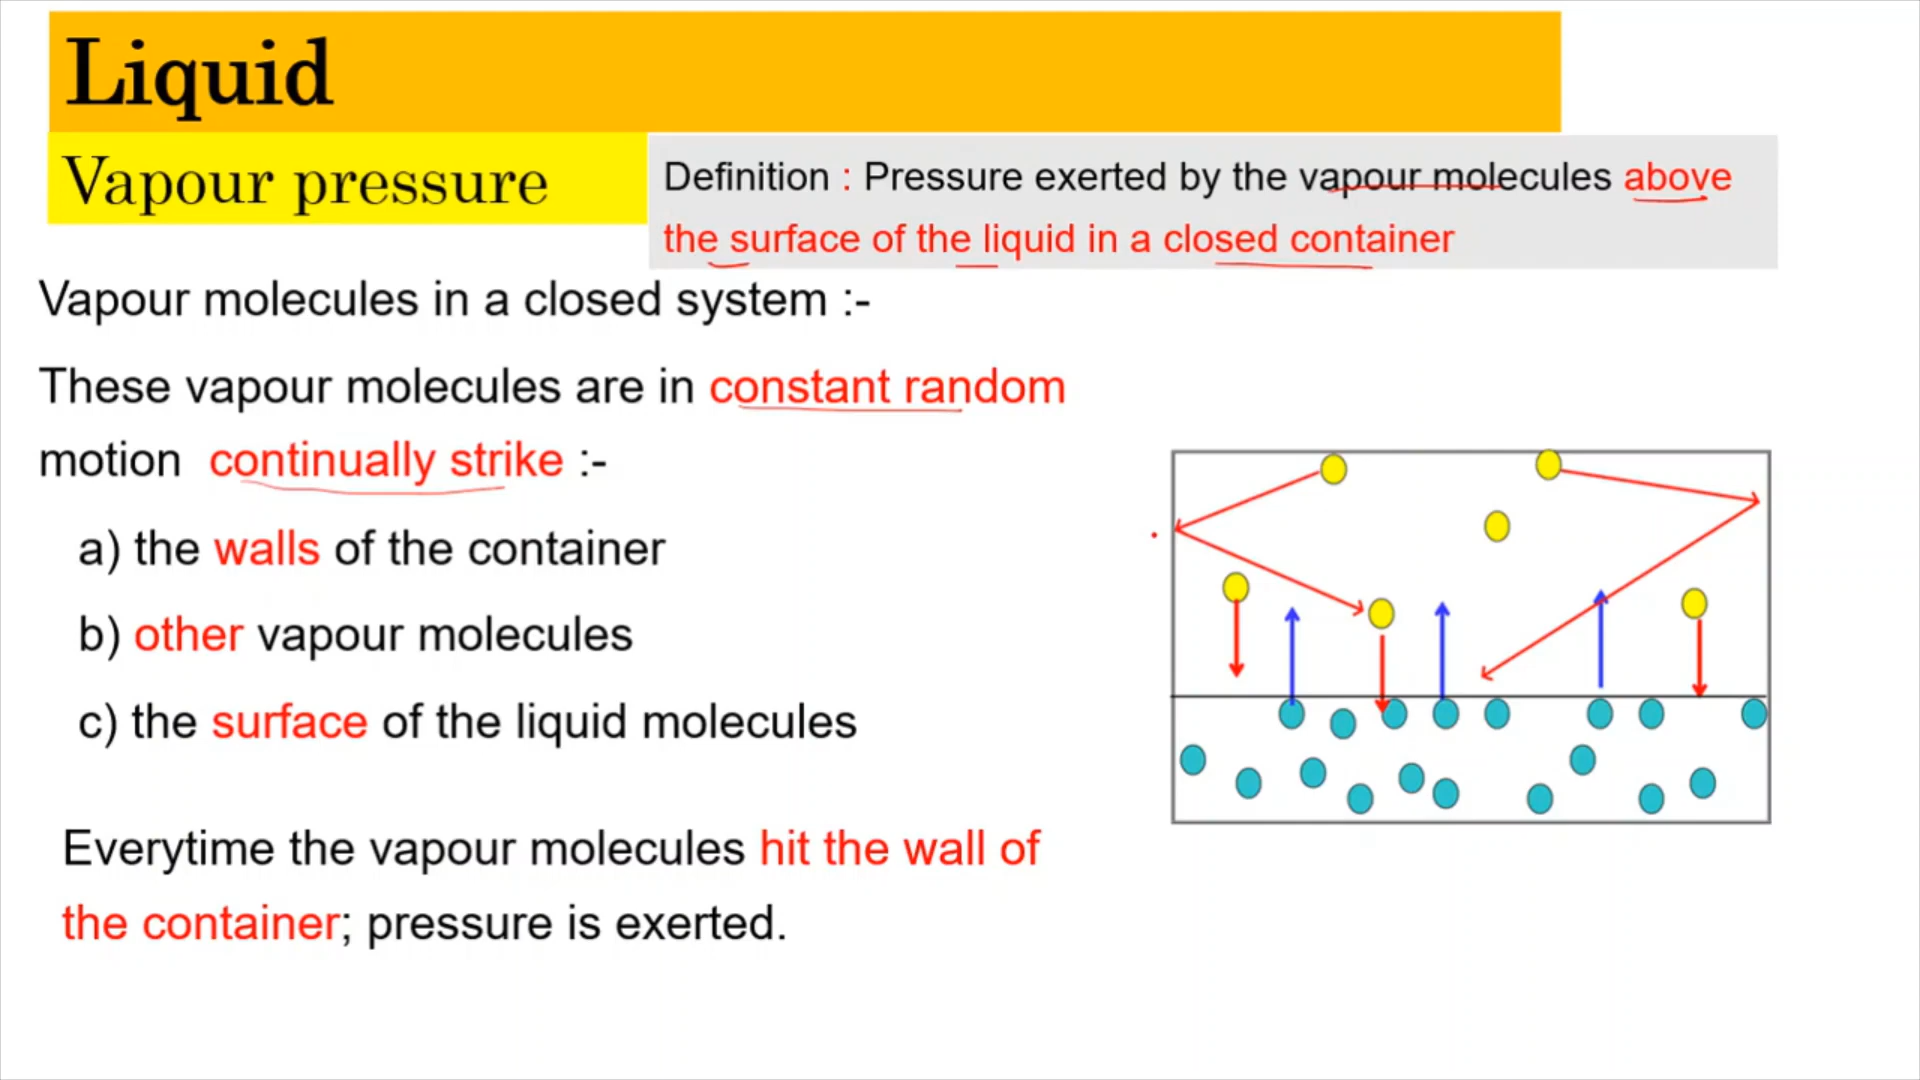 Liquid
Vapour pressure
Definition : Pressure exerted by the vapour molecules above
the surface of the liquid in a closed container
Vapour molecules in a closed system :-
These vapour molecules are in constant random
motion continually strike :-
a) the walls of the container
b) other vapour molecules
c) the surface of the liquid molecules
Everytime the vapour molecules hit the wall of
the container; pressure is exerted.